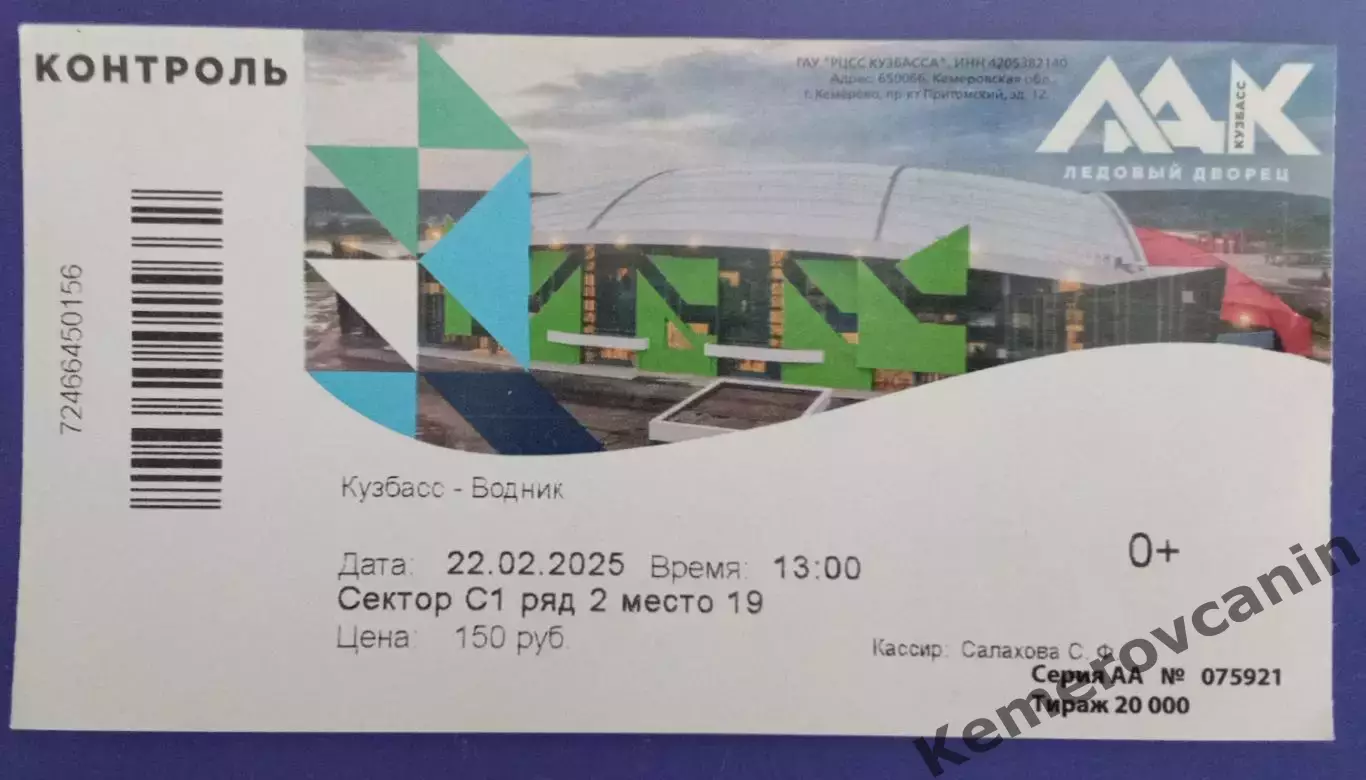 КОНТРОЛЬ
7246645015​6
ГАУ "РЦСС КУЗБАССА", ИНН 4205382140
Адрес: 650066, Кемеровская обл.,
г. Кемерово, пр-кт Притомский, зд. 12.
ЛДК
КУЗБАСС
ЛЕДОВЫЙ ДВОРЕЦ
Кузбасс - Водник
Дата: 22.02.2025 Время: 13:00
0+
Сектор С1 ряд 2 место 19
Цена: 150 руб.
Кассир: Салахова С. Ф.
Серия АА № 075921
Тираж 20 000
Kemerovcanin